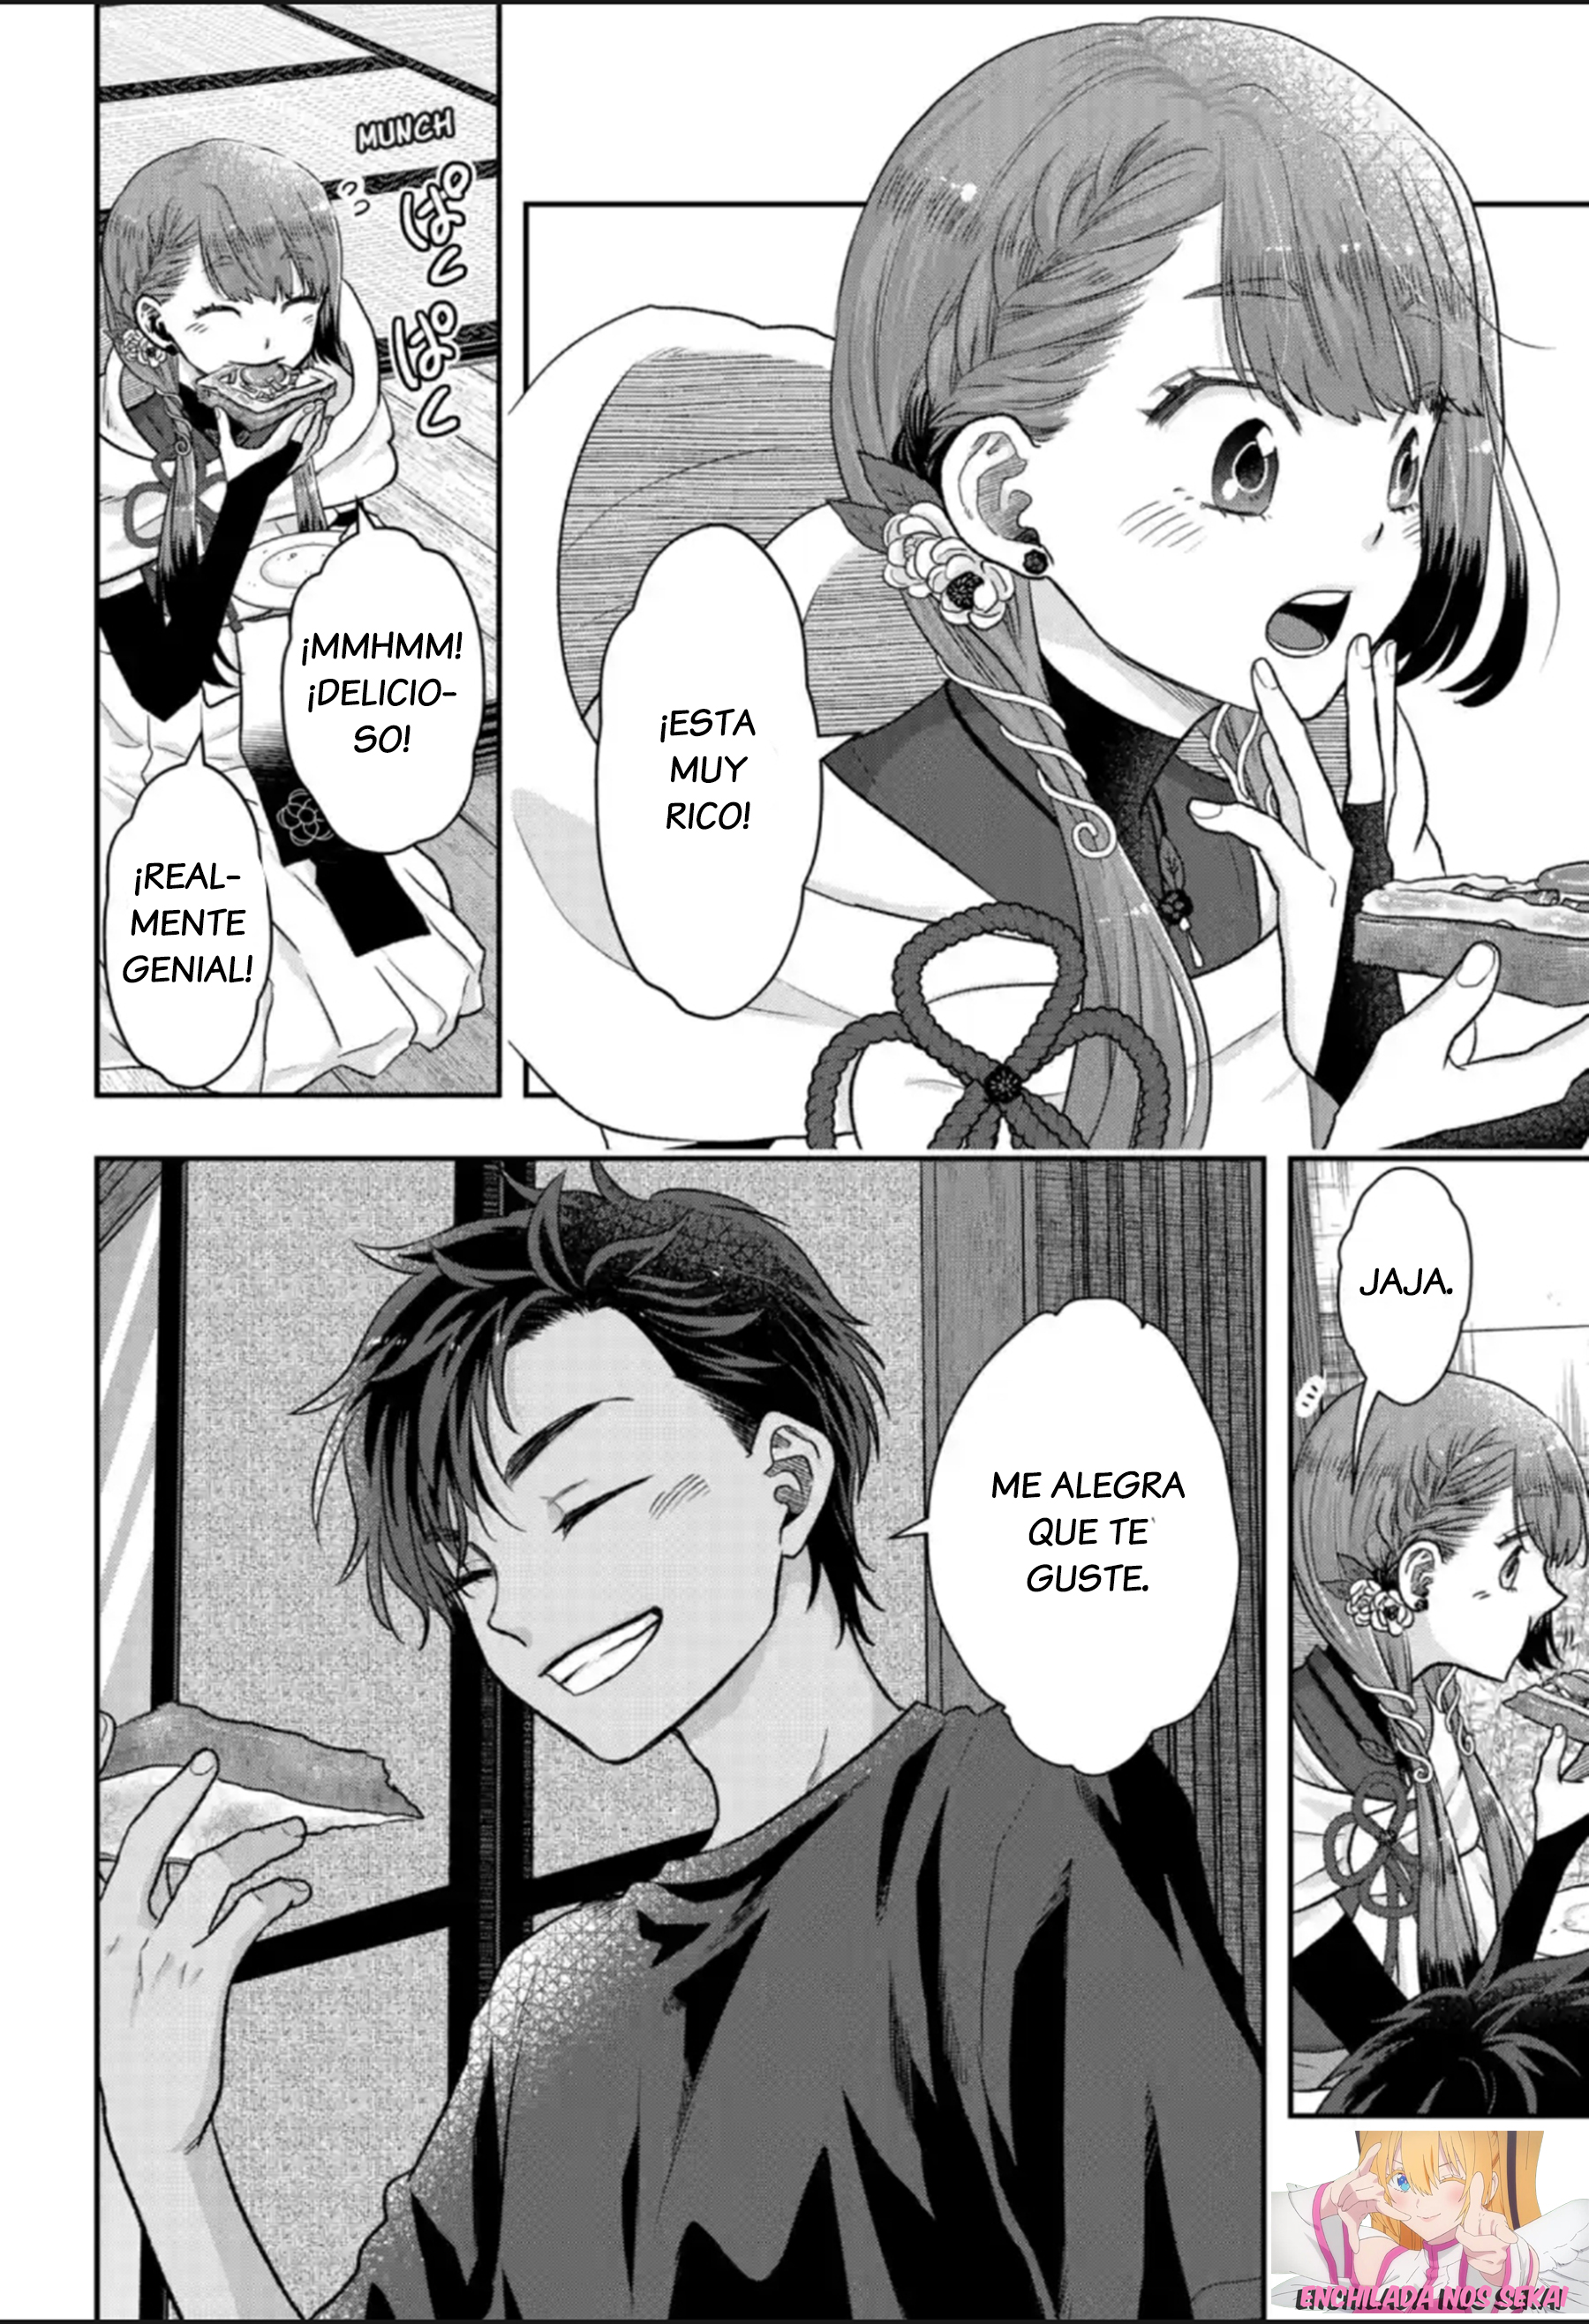 ¡ESTA
MUY
RICO!
MUNCH
ぱく
ぱく
¡MMHMM!
¡DELICIO-
SO!
¡REAL-
MENTE
GENIAL!
JAJA.
ME ALEGRA
QUE TE
GUSTE.
ENCHILADA NOS SEKAI